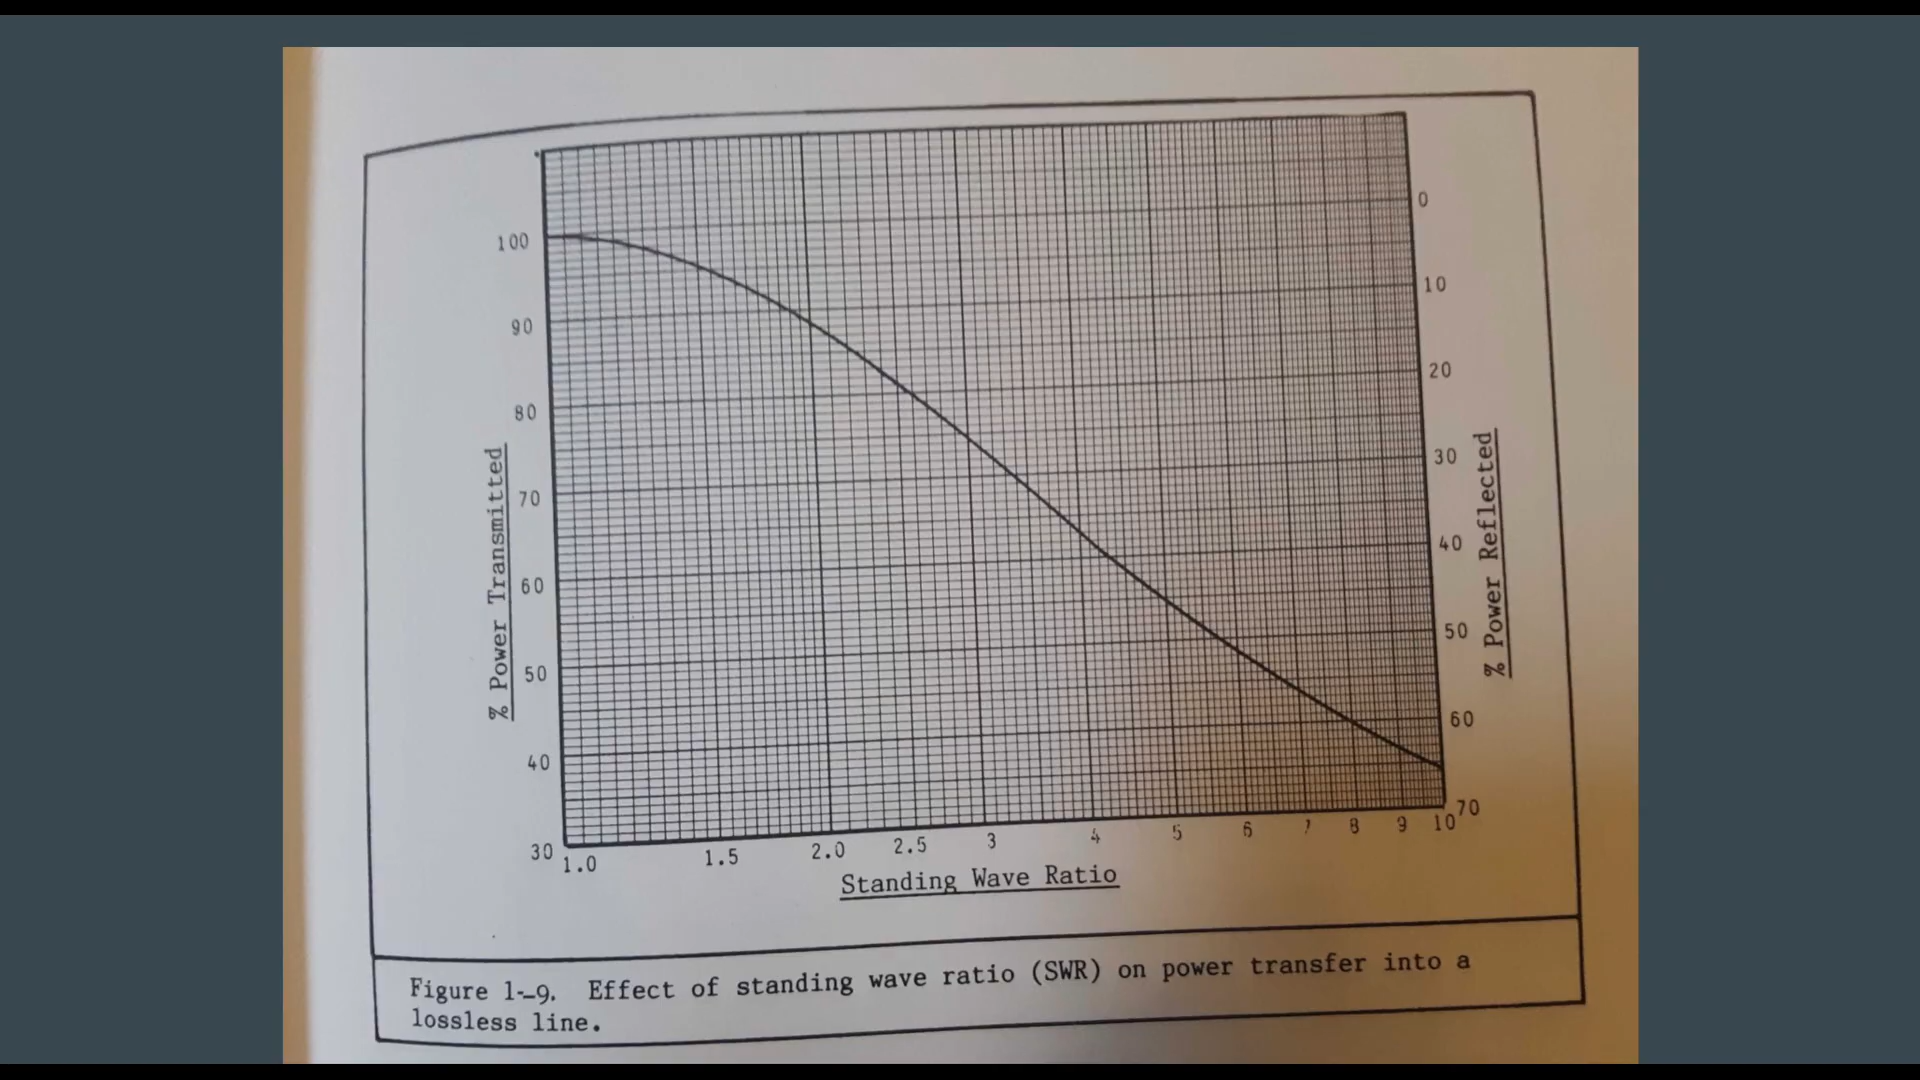 100
90
80
70
60
50
40
30
% Power Transmitted
0
10
20
30
40
50
60
70
% Power Reflected
1.0 1.5 2.0 2.5 3 4 5 6 7 8 9 10
Standing Wave Ratio
Figure 1-9. Effect of standing wave ratio (SWR) on power transfer into a
lossless line.